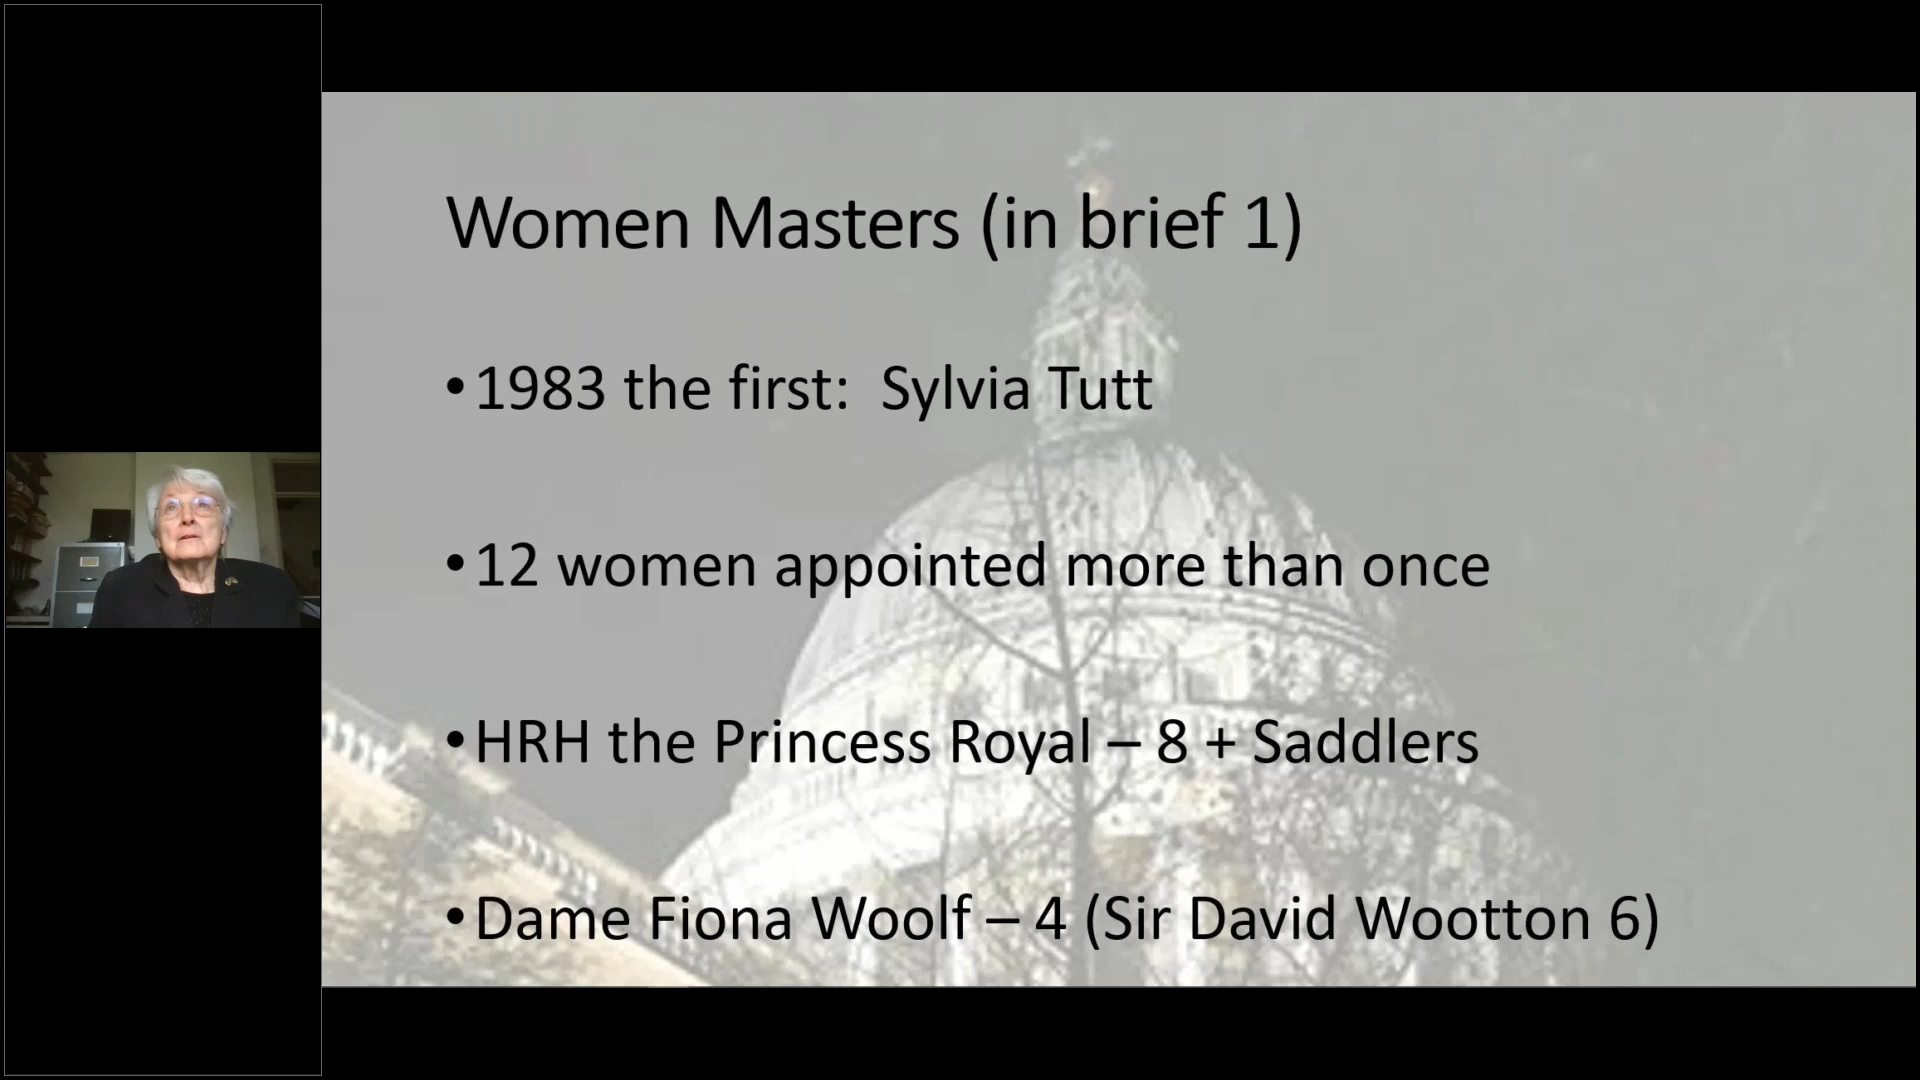 Women Masters (in brief 1)
•1983 the first:  Sylvia Tutt
•12 women appointed more than once
•HRH the Princess Royal – 8 + Saddlers
•Dame Fiona Woolf – 4 (Sir David Wootton 6)